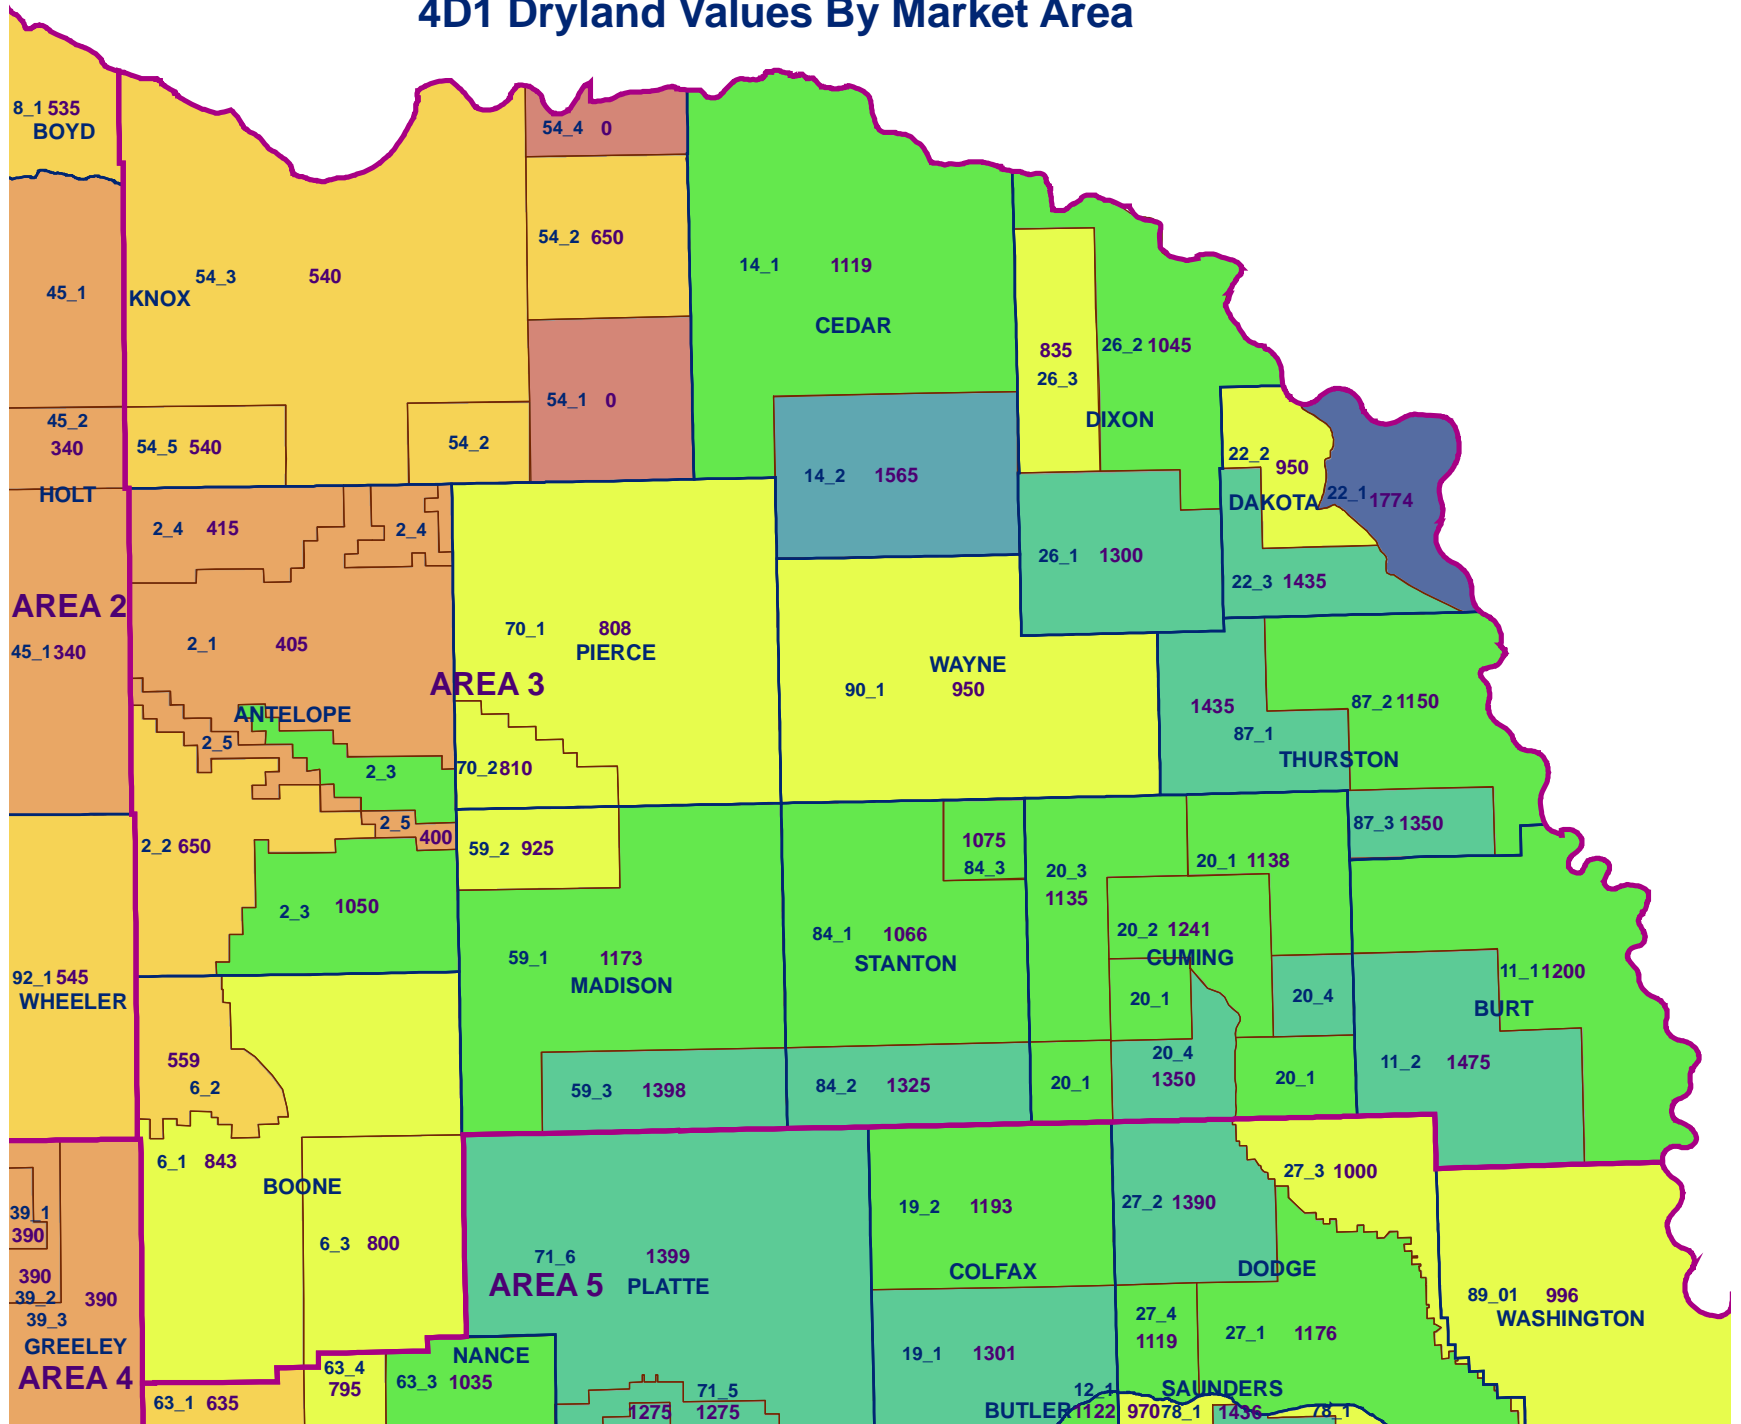 4D1 Dryland Values By Market Area
8_1 535
BOYD
54_4 0
54_2 650
14_1 1119
54_3 540
45_1
KNOX
CEDAR
835
26_3
26_2 1045
54_1 0
45_2
340
54_5 540
54_2
DIXON
14_2 1565
22_2
950
HOLT
DAKOTA
22_1 1774
2_4 415
2_4
26_1 1300
22_3 1435
AREA 2
45_1 340
2_1 405
70_1 808
PIERCE
AREA 3
WAYNE
90_1 950
1435
87_1
87_2 1150
THURSTON
ANTELOPE
2_5
2_3
70_2 810
2_5
400
2_2 650
59_2 925
1075
84_3
20_3
1135
20_1 1138
87_3 1350
2_3 1050
20_2 1241
CUMING
59_1 1173
MADISON
84_1 1066
STANTON
20_1
20_4
11_1 1200
BURT
92_1 545
WHEELER
559
6_2
59_3 1398
84_2 1325
20_1
20_4
1350
20_1
11_2 1475
6_1 843
BOONE
27_3 1000
39_1
390
390
39_2
390
39_3
GREELEY
AREA 4
6_3 800
71_6 1399
AREA 5 PLATTE
19_2 1193
COLFAX
27_2 1390
DODGE
89_01 996
WASHINGTON
27_4
1119
27_1 1176
19_1 1301
NANCE
63_4
795
63_3 1035
63_1 635
71_5
1275 1275
12_1
BUTLER 1122
SAUNDERS
970 78_1 1436 78_1